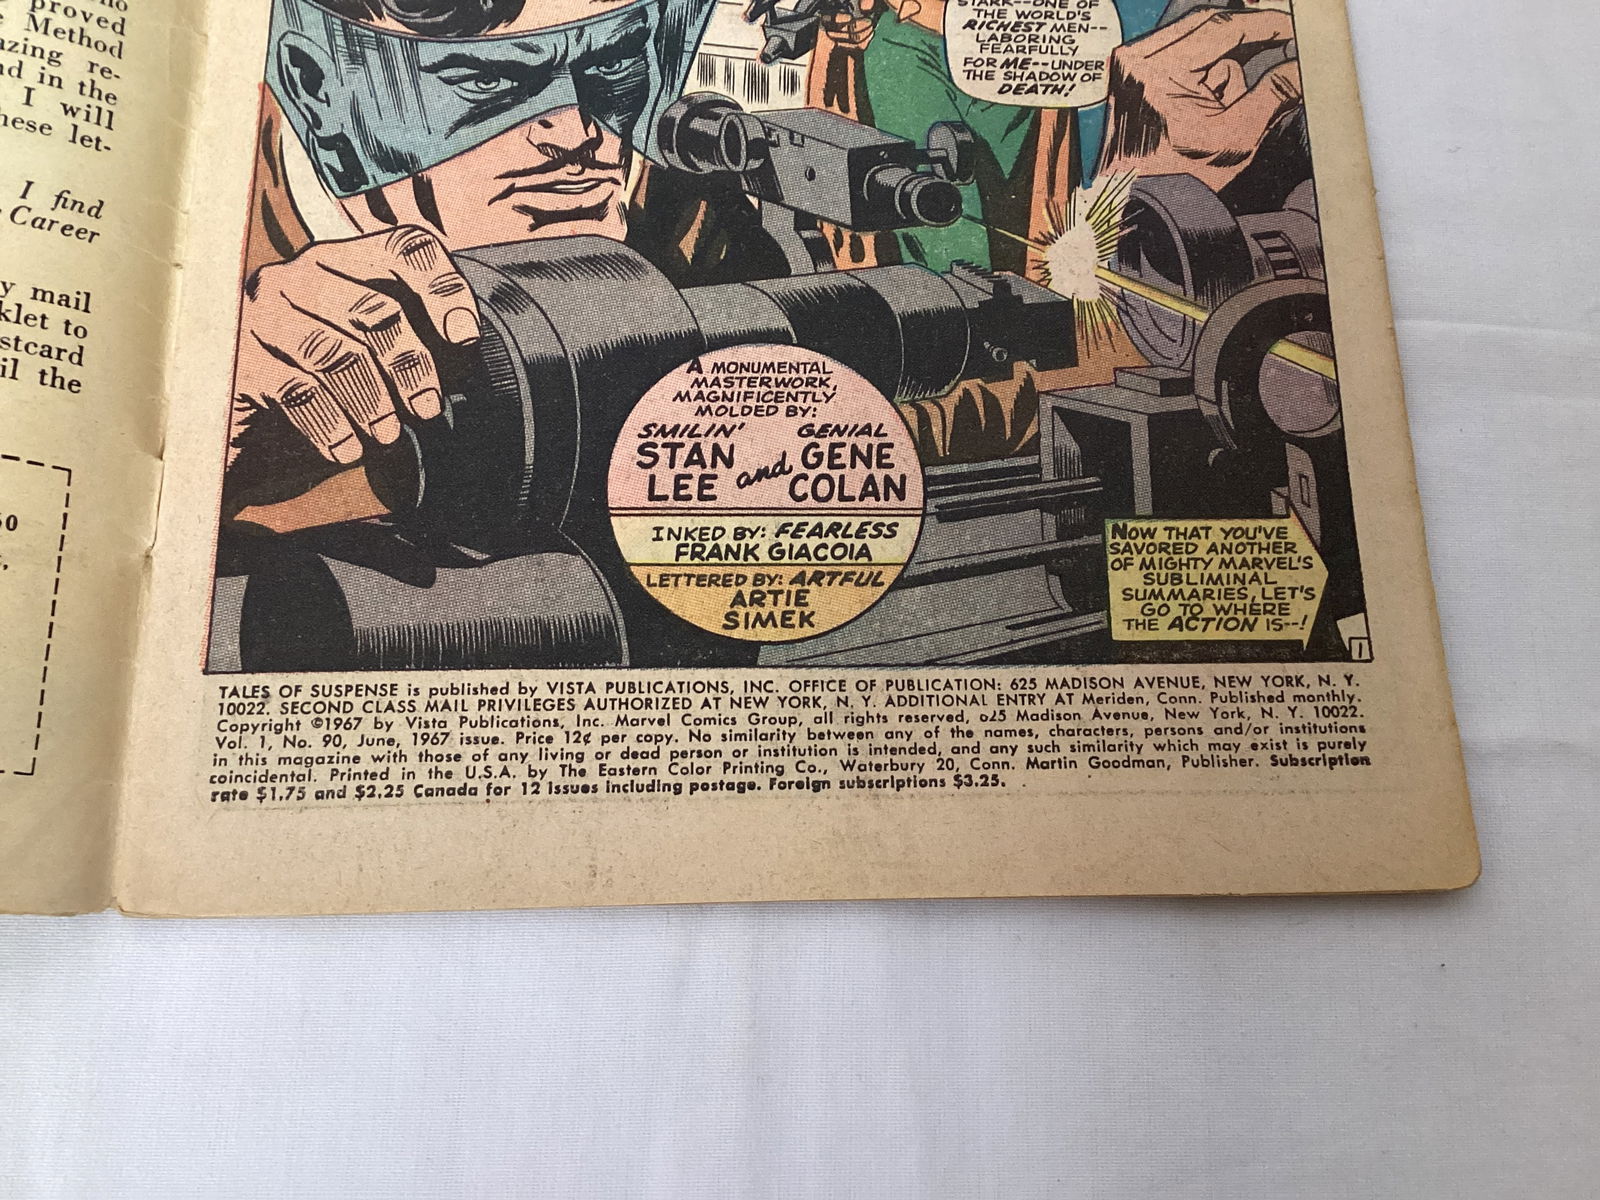 proved
Method
azing re-
nd in the
I will
hese let-
I find
Career
y mail
klet to
stcard
il the
STARK--ONE OF
THE WORLD'S
RICHEST MEN--
LABORING
FEARFULLY
FOR ME--UNDER
THE SHADOW OF
DEATH!
A MONUMENTAL
MASTERWORK,
MAGNIFICENTLY
MOLDED BY:
SMILIN' GENIAL
STAN and GENE
LEE COLAN
INKED BY: FEARLESS
FRANK GIACOIA
LETTERED BY: ARTFUL
ARTIE
SIMEK
NOW THAT YOU'VE
SAVORED ANOTHER
OF MIGHTY MARVEL'S
SUBLIMINAL
SUMMARIES, LET'S
GO TO WHERE
THE ACTION IS--!
1
TALES OF SUSPENSE is published by VISTA PUBLICATIONS, INC. OFFICE OF PUBLICATION: 625 MADISON AVENUE, NEW YORK, N. Y.
10022. SECOND CLASS MAIL PRIVILEGES AUTHORIZED AT NEW YORK, N. Y. ADDITIONAL ENTRY AT Meriden, Conn. Published monthly.
Copyright ©1967 by Vista Publications, Inc. Marvel Comics Group, all rights reserved, 625 Madison Avenue, New York, N. Y. 10022.
Vol. 1, No. 90, June, 1967 issue. Price 12¢ per copy. No similarity between any of the names, characters, persons and/or institutions
in this magazine with those of any living or dead person or institution is intended, and any such similarity which may exist is purely
coincidental. Printed in the U.S.A. by The Eastern Color Printing Co., Waterbury 20, Conn. Martin Goodman, Publisher. Subscription
rate $1.75 and $2.25 Canada for 12 issues including postage. Foreign subscriptions $3.25.